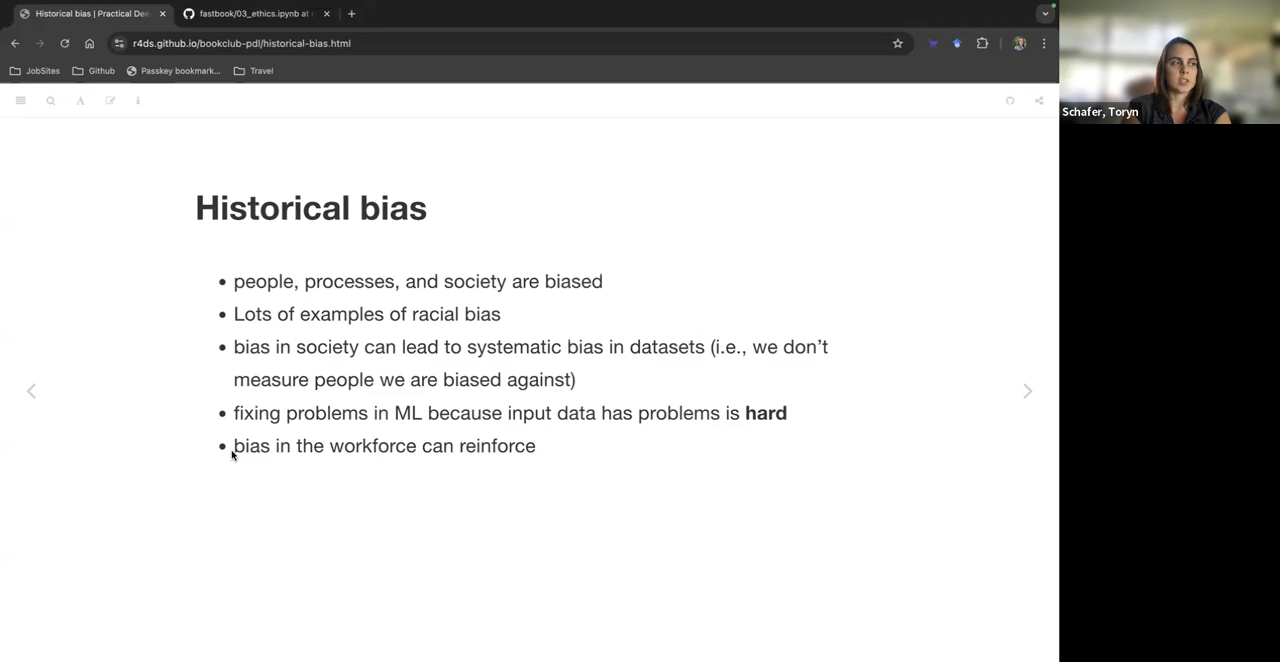 Historical bias | Practical Dee
fastbook/03_ethics.ipynb at
r4ds.github.io/bookclub-pdl/historical-bias.html
JobSites
Github
Passkey bookmark...
Travel
A
i
Schafer, Toryn
Historical bias
• people, processes, and society are biased
• Lots of examples of racial bias
• bias in society can lead to systematic bias in datasets (i.e., we don’t
measure people we are biased against)
• fixing problems in ML because input data has problems is hard
• bias in the workforce can reinforce